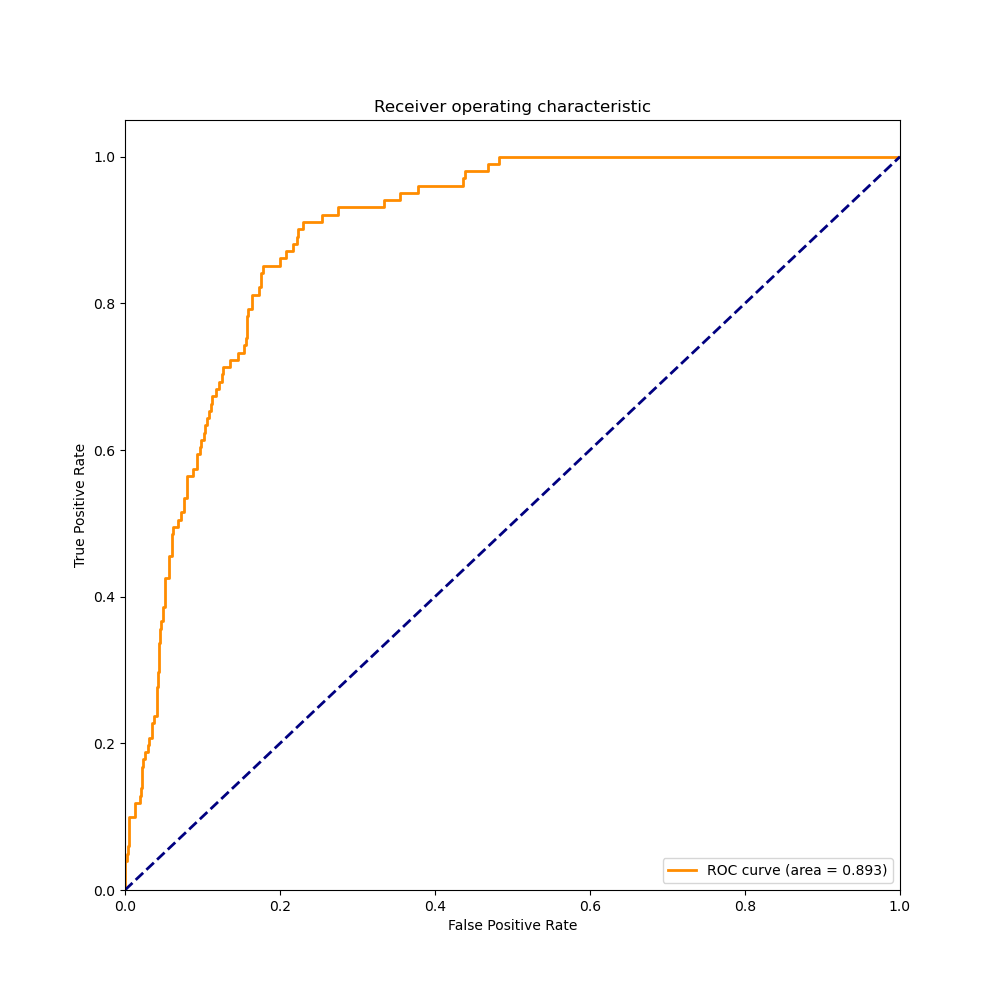 Receiver operating characteristic
1.0
0.8
0.6
0.4
0.2
0.0
True Positive Rate
0.0 0.2 0.4 0.6 0.8 1.0
False Positive Rate
ROC curve (area = 0.893)